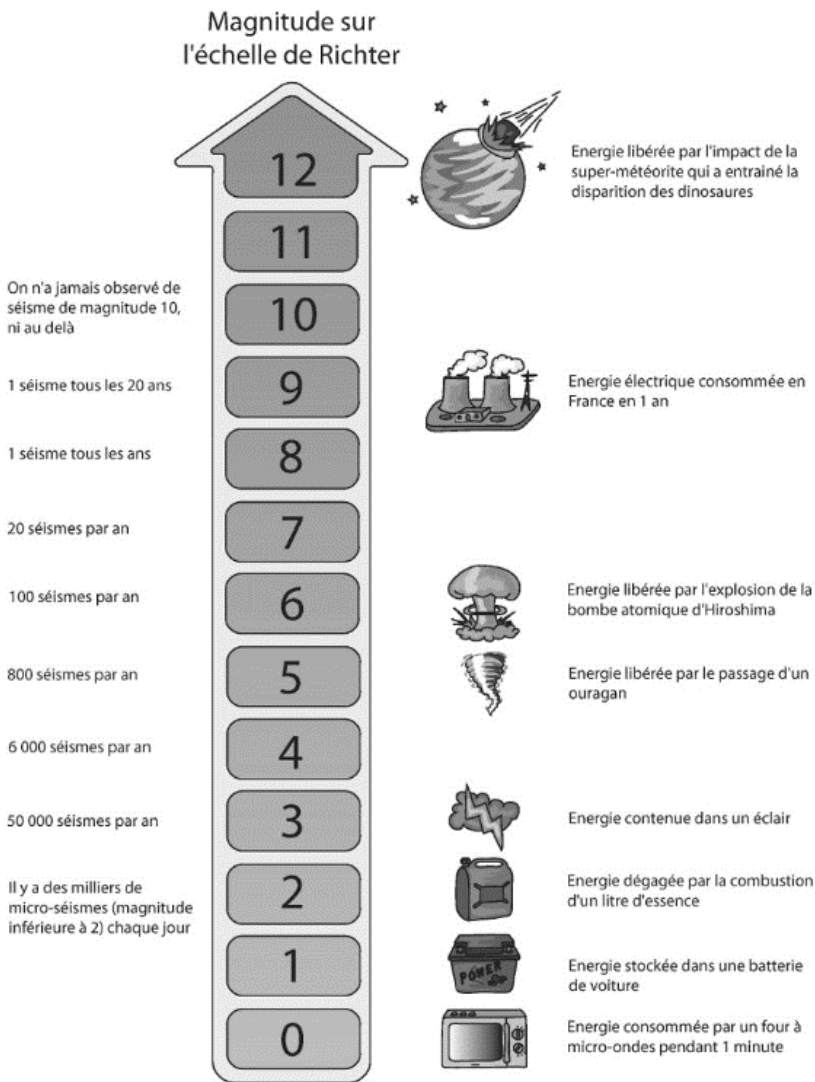 Magnitude sur
l'échelle de Richter
12
Energie libérée par l'impact de la
super-météorite qui a entrainé la
disparition des dinosaures
11
On n'a jamais observé de
séisme de magnitude 10,
ni au delà
10
1 séisme tous les 20 ans
9
Energie électrique consommée en
France en 1 an
1 séisme tous les ans
8
20 séismes par an
7
100 séismes par an
6
Energie libérée par l'explosion de la
bombe atomique d'Hiroshima
800 séismes par an
5
Energie libérée par le passage d'un
ouragan
6 000 séismes par an
4
50 000 séismes par an
3
Energie contenue dans un éclair
Il y a des milliers de
micro-séismes (magnitude
inférieure à 2) chaque jour
2
Energie dégagée par la combustion
d'un litre d'essence
1
POWER
Energie stockée dans une batterie
de voiture
0
Energie consommée par un four à
micro-ondes pendant 1 minute